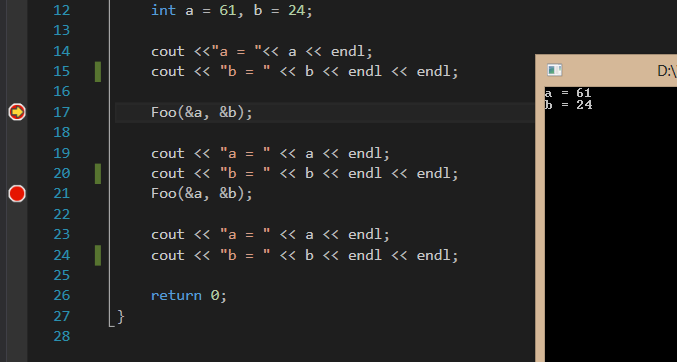 12 int a = 61, b = 24;
13
14 cout <<"a = "<< a << endl;
15 cout << "b = " << b << endl << endl;
16
17 Foo(&a, &b);
18
19 cout << "a = " << a << endl;
20 cout << "b = " << b << endl << endl;
21 Foo(&a, &b);
22
23 cout << "a = " << a << endl;
24 cout << "b = " << b << endl << endl;
25
26 return 0;
27 }
28
D:\
a = 61
b = 24